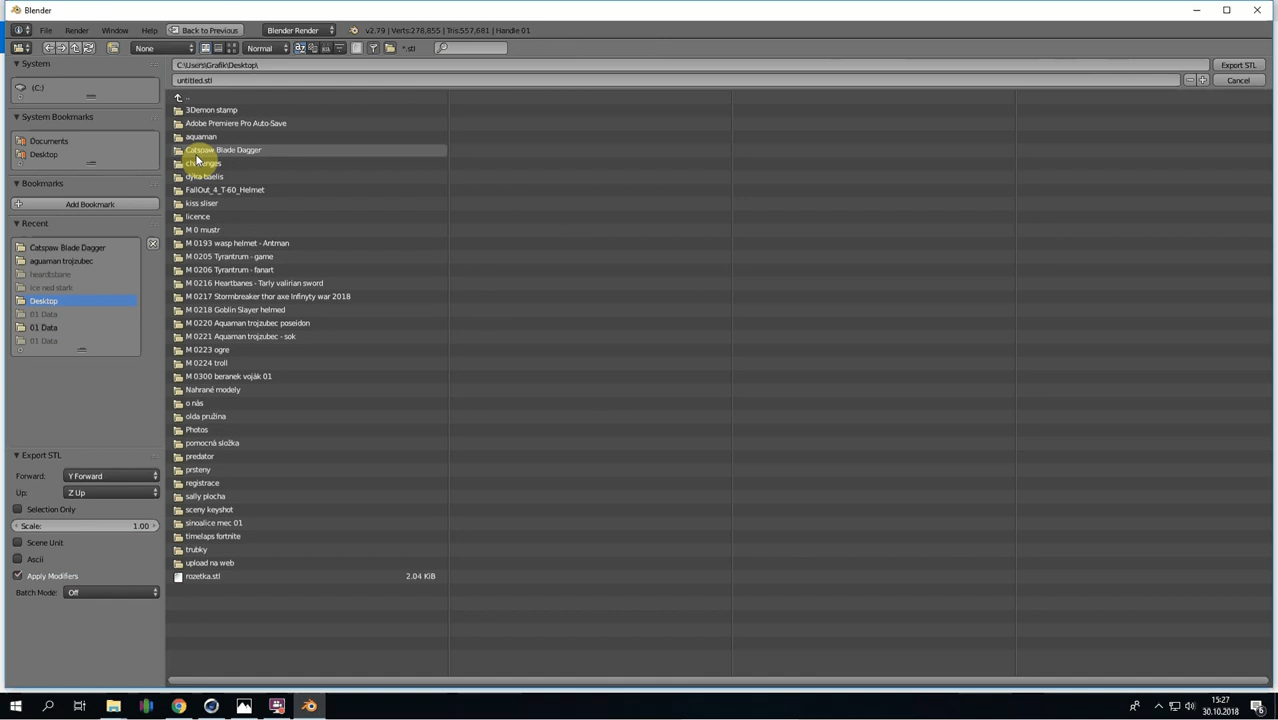 Blender
File Render Window Help Back to Previous Blender Render v2.79 | Verts:278,855 | Tris:557,661 | Handle 01
None Normal *.stl
System
(C:)
System Bookmarks
Documents
Desktop
Bookmarks
Add Bookmark
Recent
Catspaw Blade Dagger
aguaman trojzubec
heardtsbane
Ice ned stark
Desktop
01 Data
01 Data
01 Data
Export STL
Forward: Y Forward
Up: Z Up
Selection Only
Scale: 1.00
Scene Unit
Ascii
Apply Modifiers
Batch Mode: Off
C:\Users\Grafik\Desktop\ Export STL
untitled.stl Cancel
..
3Demon stamp
Adobe Premiere Pro Auto-Save
aquaman
Catspaw Blade Dagger
challenges
dýka baelis
FallOut_4_T-60_Helmet
kiss sliser
licence
M 0 mustr
M 0193 wasp helmet - Antman
M 0205 Tyrantrum - game
M 0206 Tyrantrum - fanart
M 0216 Heartbanes - Tarly valirian sword
M 0217 Stormbreaker thor axe Infinyty war 2018
M 0218 Goblin Slayer helmed
M 0220 Aquaman trojzubec poseidon
M 0221 Aquaman trojzubec - sok
M 0223 ogre
M 0224 troll
M 0300 beranek voják 01
Nahrané modely
o nás
olda pružina
Photos
pomocná složka
predator
prsteny
registrace
sally plocha
sceny keyshot
sinoalice mec 01
timelaps fortnite
trubky
upload na web
rozetka.stl 2.04 KiB
15:27
30.10.2018
6